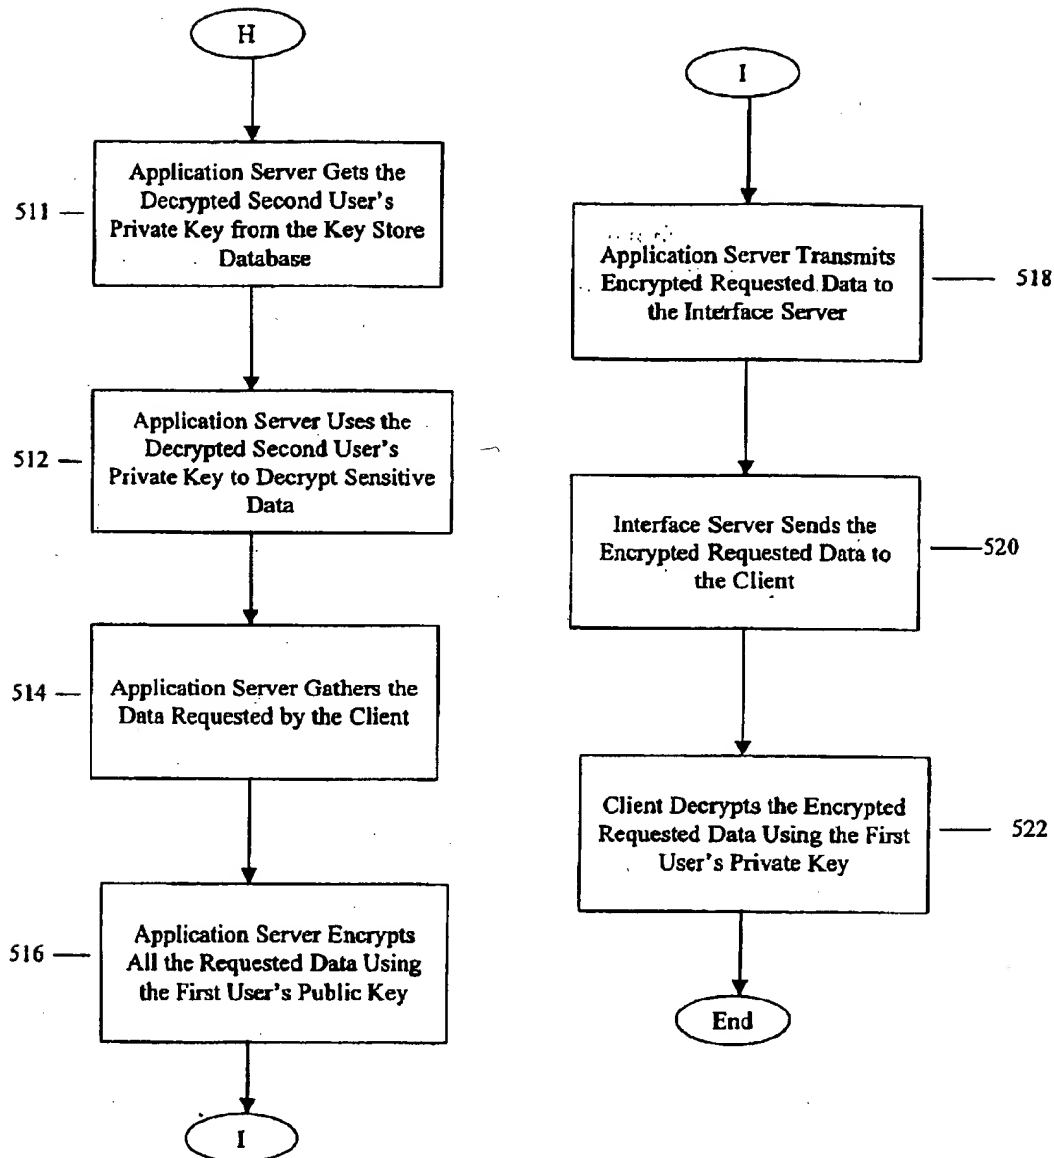 H
511
Application Server Gets the
Decrypted Second User's
Private Key from the Key Store
Database
512
Application Server Uses the
Decrypted Second User's
Private Key to Decrypt Sensitive
Data
514
Application Server Gathers the
Data Requested by the Client
516
Application Server Encrypts
All the Requested Data Using
the First User's Public Key
I
I
Application Server Transmits
Encrypted Requested Data to
the Interface Server
518
Interface Server Sends the
Encrypted Requested Data to
the Client
520
Client Decrypts the Encrypted
Requested Data Using the First
User's Private Key
522
End